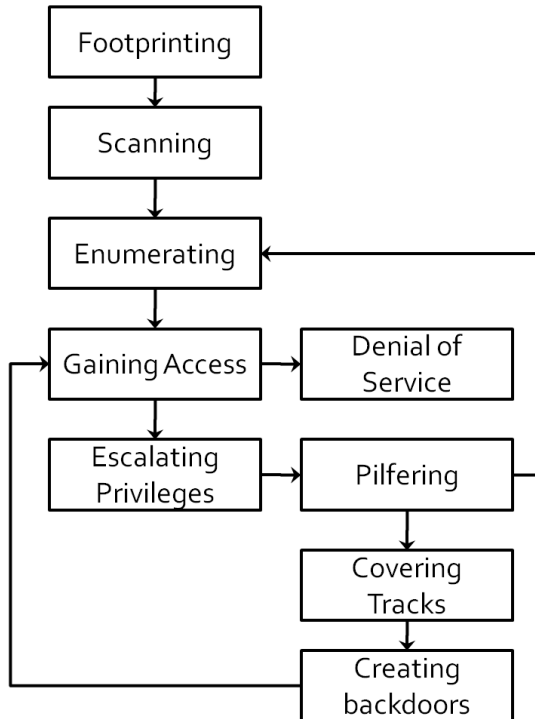 Footprinting
Scanning
Enumerating
Gaining Access
Denial of
Service
Escalating
Privileges
Pilfering
Covering
Tracks
Creating
backdoors